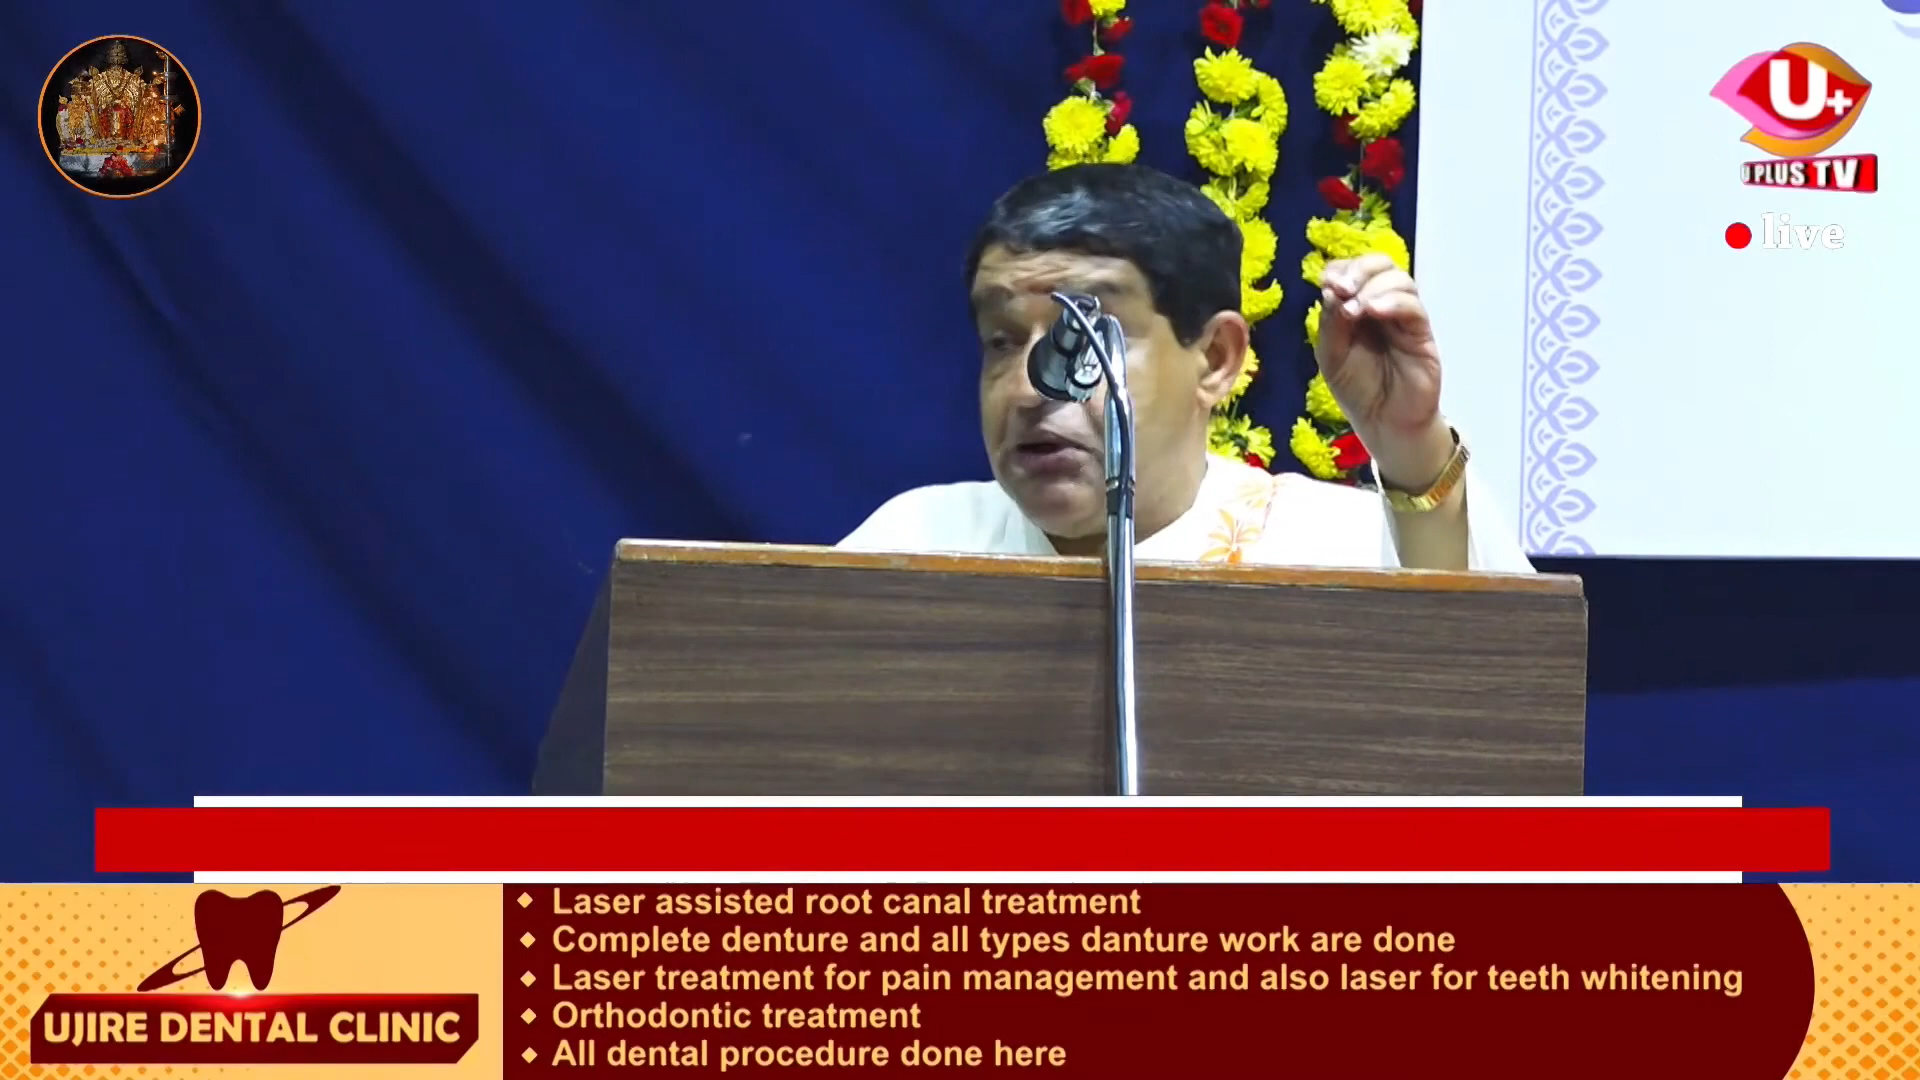 U+
U PLUS TV
live
UJIRE DENTAL CLINIC
Laser assisted root canal treatment
Complete denture and all types danture work are done
Laser treatment for pain management and also laser for teeth whitening
Orthodontic treatment
All dental procedure done here